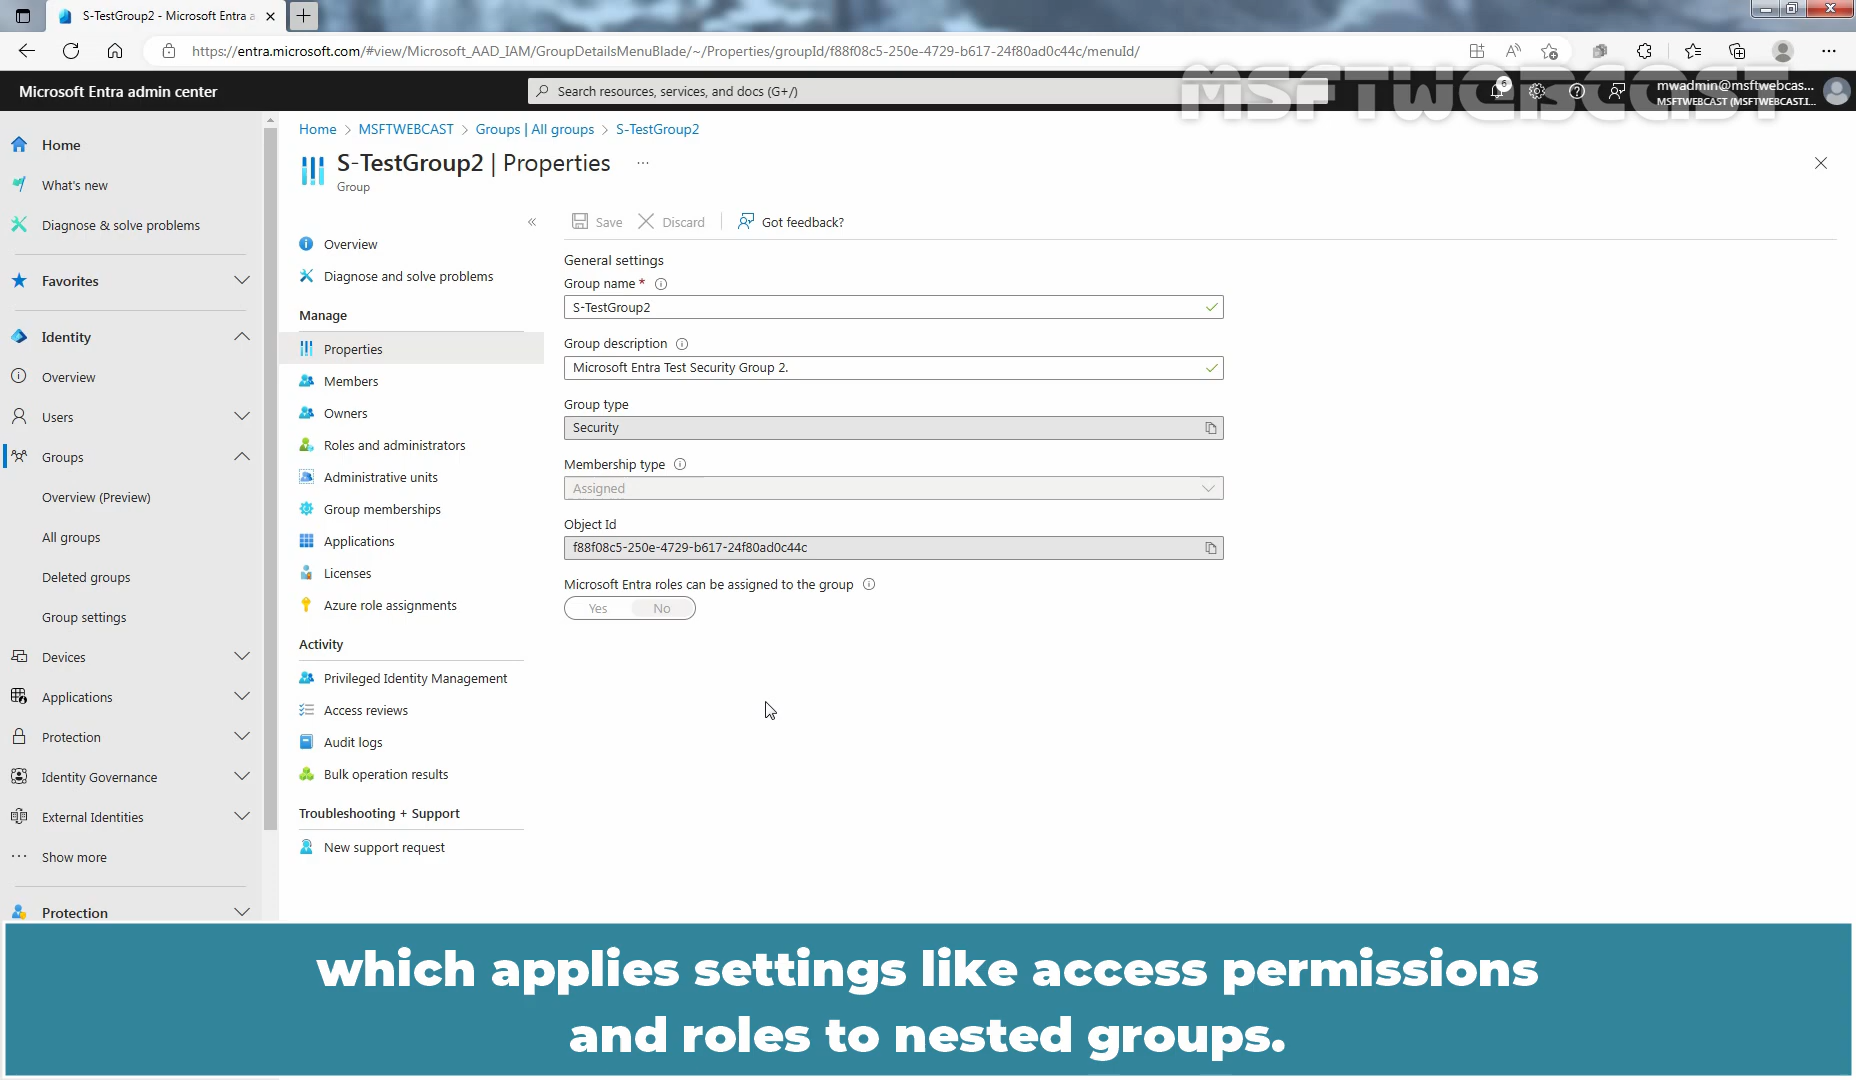 S-TestGroup2 - Microsoft Entra a
https://entra.microsoft.com/#view/Microsoft_AAD_IAM/GroupDetailsMenuBlade/~/Properties/groupId/f88f08c5-250e-4729-b617-24f80ad0c44c/menuId/
MSFTWEBCAST
Microsoft Entra admin center
Search resources, services, and docs (G+/)
6
mwadmin@msftwebcas...
MSFTWEBCAST (MSFTWEBCAST.I...
Home
What's new
Diagnose & solve problems
Favorites
Identity
Overview
Users
Groups
Overview (Preview)
All groups
Deleted groups
Group settings
Devices
Applications
Protection
Identity Governance
External Identities
Show more
Protection
Home > MSFTWEBCAST > Groups | All groups > S-TestGroup2
S-TestGroup2 | Properties ...
Group
Overview
Diagnose and solve problems
Manage
Properties
Members
Owners
Roles and administrators
Administrative units
Group memberships
Applications
Licenses
Azure role assignments
Activity
Privileged Identity Management
Access reviews
Audit logs
Bulk operation results
Troubleshooting + Support
New support request
Save Discard Got feedback?
General settings
Group name *
S-TestGroup2
Group description
Microsoft Entra Test Security Group 2.
Group type
Security
Membership type
Assigned
Object Id
f88f08c5-250e-4729-b617-24f80ad0c44c
Microsoft Entra roles can be assigned to the group
Yes No
which applies settings like access permissions
and roles to nested groups.